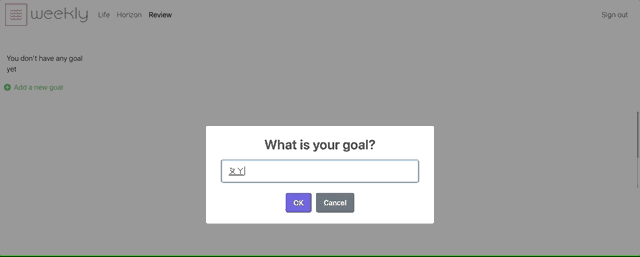 weekly Life Horizon Review Sign out
You don't have any goal
yet
Add a new goal
What is your goal?
OK Cancel